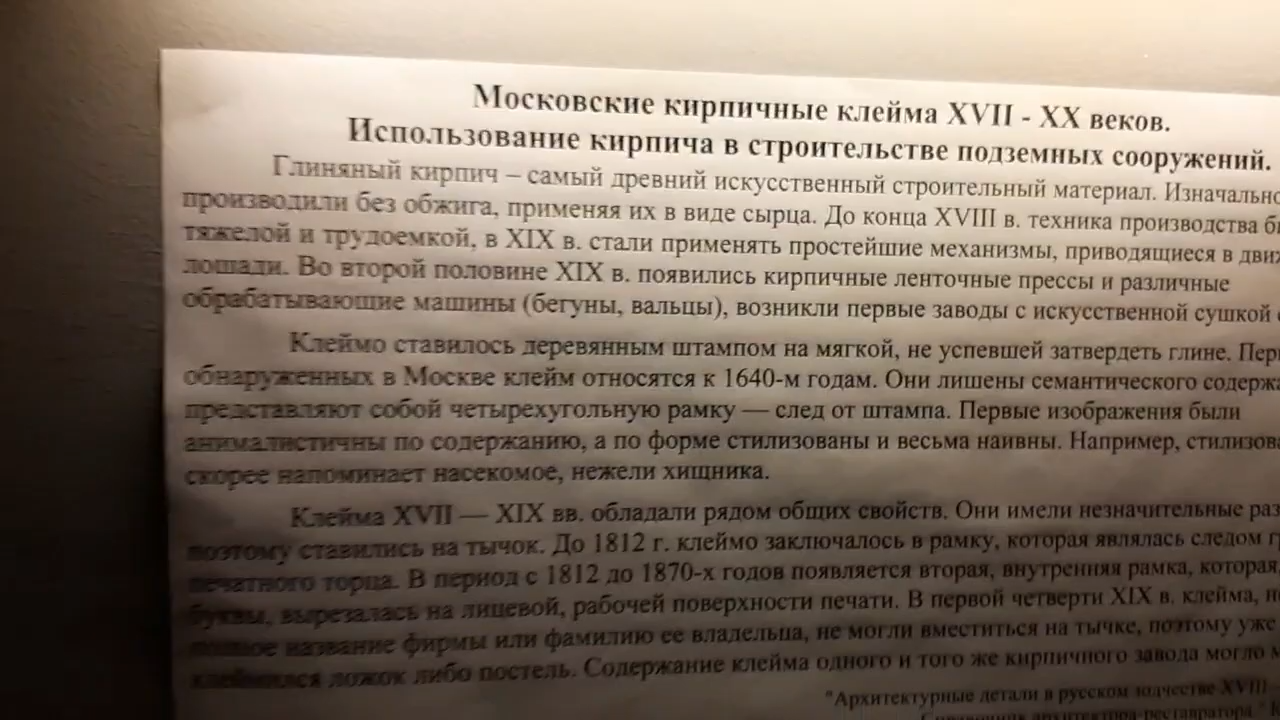 Московские кирпичные клейма XVII - XX веков.
Использование кирпича в строительстве подземных сооружений.
Глиняный кирпич – самый древний искусственный строительный материал. Изначально
производили без обжига, применяя их в виде сырца. До конца XVIII в. техника производства
тяжелой и трудоемкой, в XIX в. стали применять простейшие механизмы, приводящиеся в
лошади. Во второй половине XIX в. появились кирпичные ленточные прессы и различные
обрабатывающие машины (бегуны, вальцы), возникли первые заводы с искусственной сушкой
Клеймо ставилось деревянным штампом на мягкой, не успевшей затвердеть глине.
обнаруженных в Москве клейм относятся к 1640-м годам. Они лишены семантического
представляют собой четырехугольную рамку — след от штампа. Первые изображения были
анималистичны по содержанию, а по форме стилизованы и весьма наивны. Например,
скорее напоминает насекомое, нежели хищника.
Клейма XVII — XIX вв. обладали рядом общих свойств. Они имели незначительные
поэтому ставились на тычок. До 1812 г. клеймо заключалось в рамку, которая являлась следом
печатного торца. В период с 1812 до 1870-х годов появляется вторая, внутренняя рамка, которая,
буквы, вырезалась на лицевой, рабочей поверхности печати. В первой четверти XIX в. клейма,
полное название фирмы или фамилию ее владельца, не могли вместиться на тычке, поэтому уже
клеймился ложок либо постель. Содержание клейма одного и того же кирпичного завода могло
"Архитектурные детали в русском зодчестве XVIII
Справочник архитектора-реставратора."